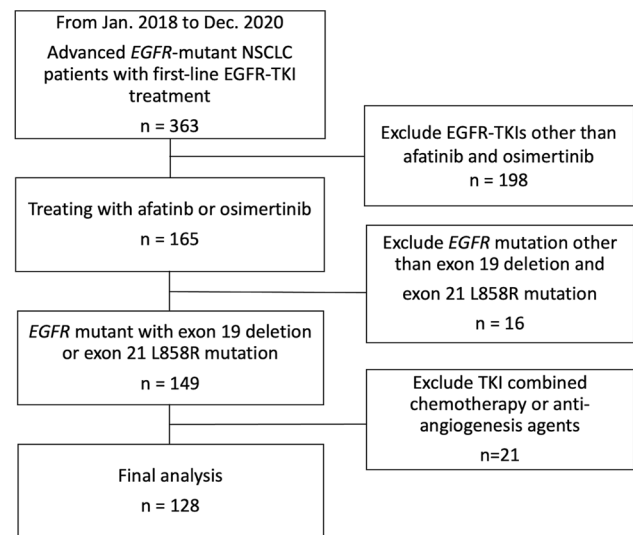 From Jan. 2018 to Dec. 2020
Advanced EGFR-mutant NSCLC
patients with first-line EGFR-TKI
treatment
n = 363
Exclude EGFR-TKIs other than
afatinib and osimertinib
n = 198
Treating with afatinb or osimertinib
n = 165
Exclude EGFR mutation other
than exon 19 deletion and
exon 21 L858R mutation
n = 16
EGFR mutant with exon 19 deletion
or exon 21 L858R mutation
n = 149
Exclude TKI combined
chemotherapy or anti-
angiogenesis agents
n=21
Final analysis
n = 128